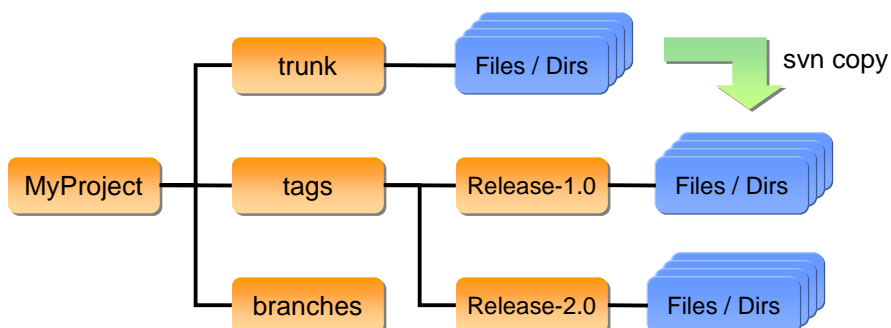 trunk
Files / Dirs
svn copy
MyProject
tags
Release-1.0
Files / Dirs
branches
Release-2.0
Files / Dirs